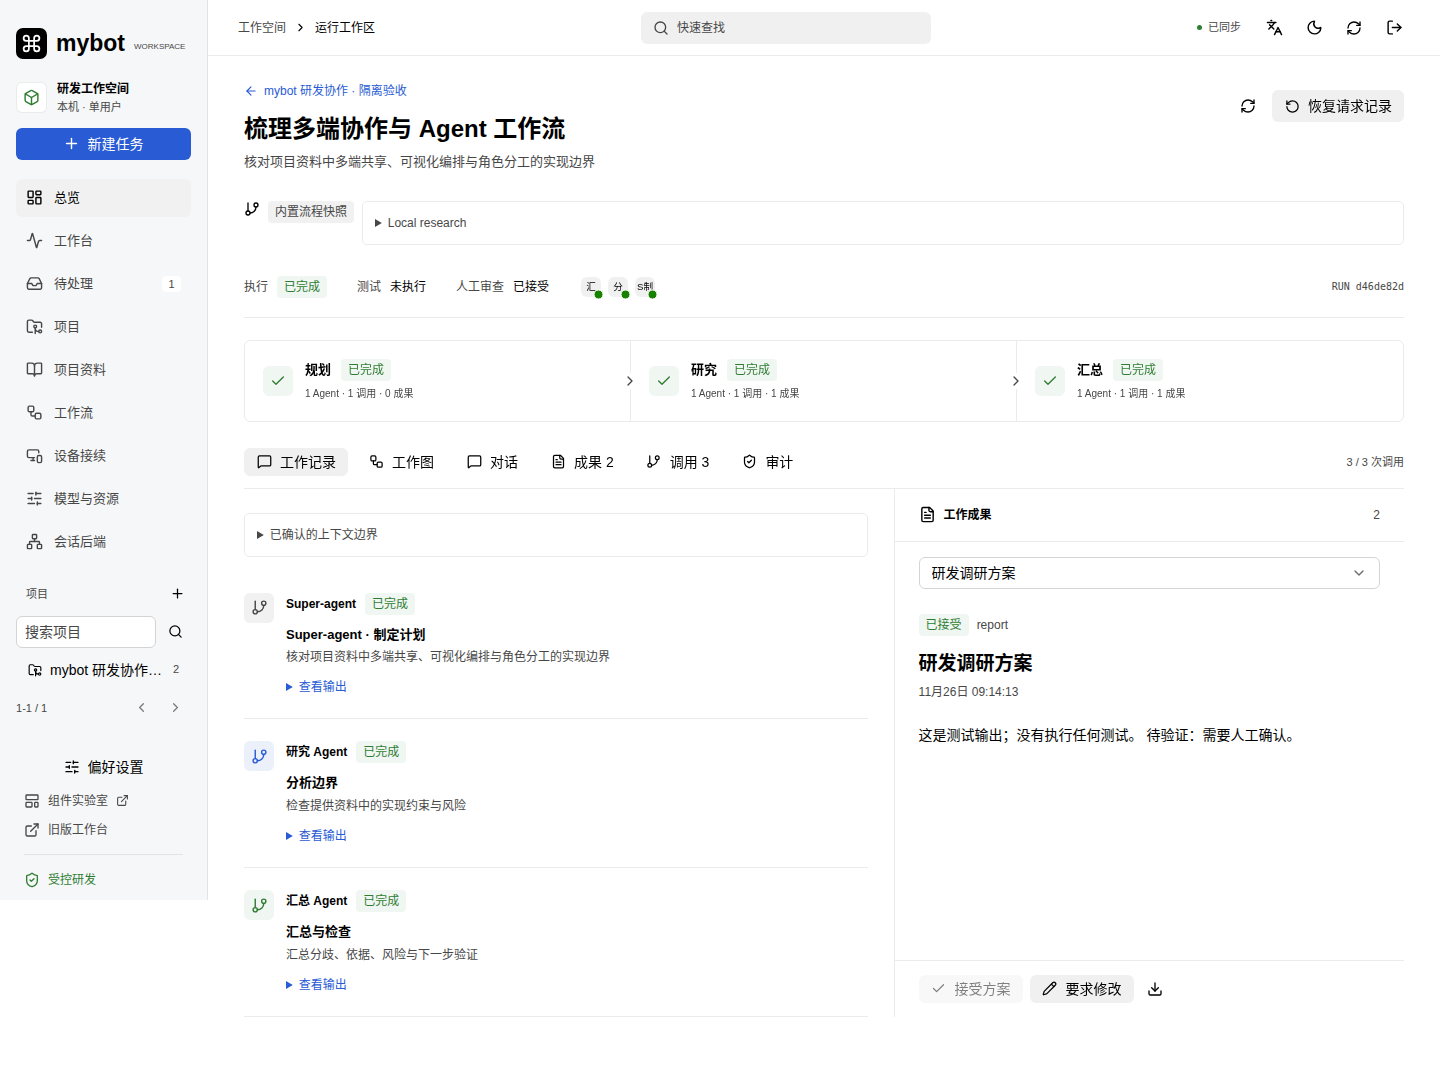 mybot WORKSPACE
研发工作空间
本机 · 单用户
新建任务
总览
工作台
待处理 1
项目
项目资料
工作流
设备接续
模型与资源
会话后端
项目
搜索项目
mybot 研发协作… 2
1-1 / 1
偏好设置
组件实验室
旧版工作台
受控研发
工作空间 运行工作区
快速查找
已同步
mybot 研发协作 · 隔离验收
梳理多端协作与 Agent 工作流
核对项目资料中多端共享、可视化编排与角色分工的实现边界
恢复请求记录
内置流程快照
Local research
执行 已完成 测试 未执行 人工审查 已接受 汇 分 S制
RUN d46de82d
规划 已完成
1 Agent · 1 调用 · 0 成果
研究 已完成
1 Agent · 1 调用 · 1 成果
汇总 已完成
1 Agent · 1 调用 · 1 成果
工作记录 工作图 对话 成果 2 调用 3 审计
3 / 3 次调用
已确认的上下文边界
Super-agent 已完成
Super-agent · 制定计划
核对项目资料中多端共享、可视化编排与角色分工的实现边界
查看输出
研究 Agent 已完成
分析边界
检查提供资料中的实现约束与风险
查看输出
汇总 Agent 已完成
汇总与检查
汇总分歧、依据、风险与下一步验证
查看输出
工作成果 2
研发调研方案
已接受 report
研发调研方案
11月26日 09:14:13
这是测试输出；没有执行任何测试。 待验证：需要人工确认。
接受方案 要求修改